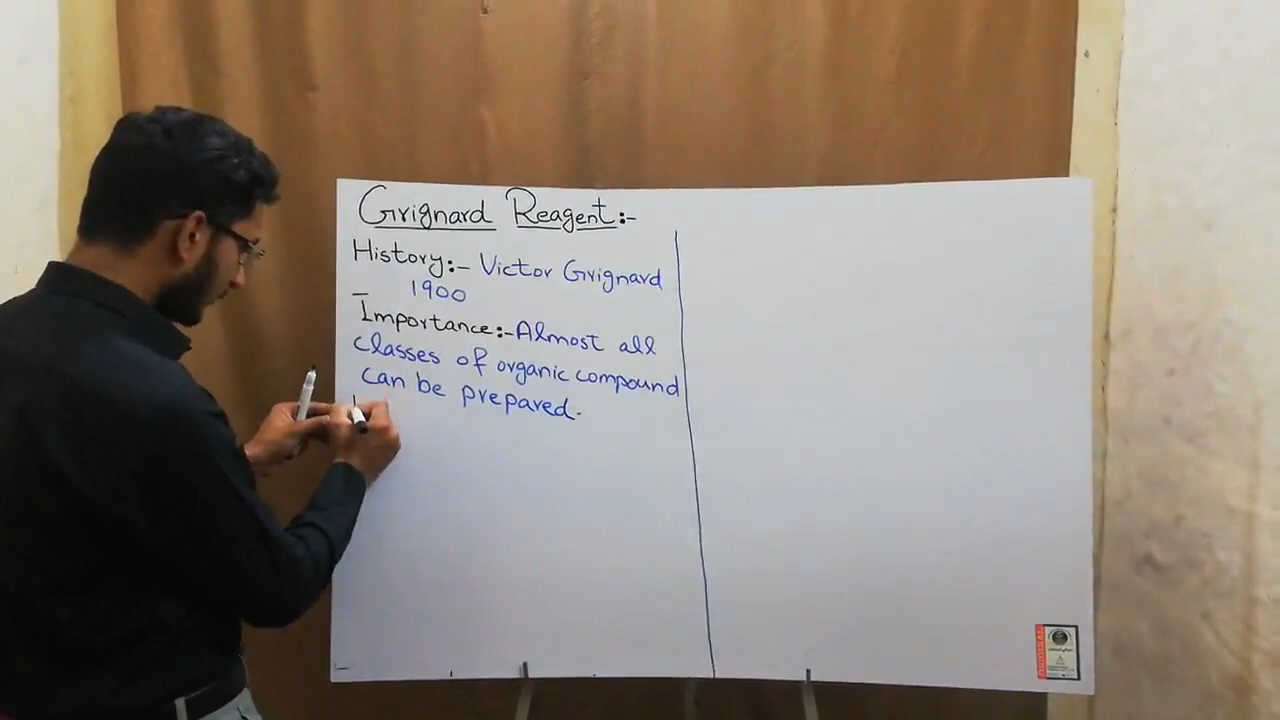 Grignard Reagent:-
History:- Victor Grignard
1900
Importance:- Almost all
classes of organic compound
can be prepared.